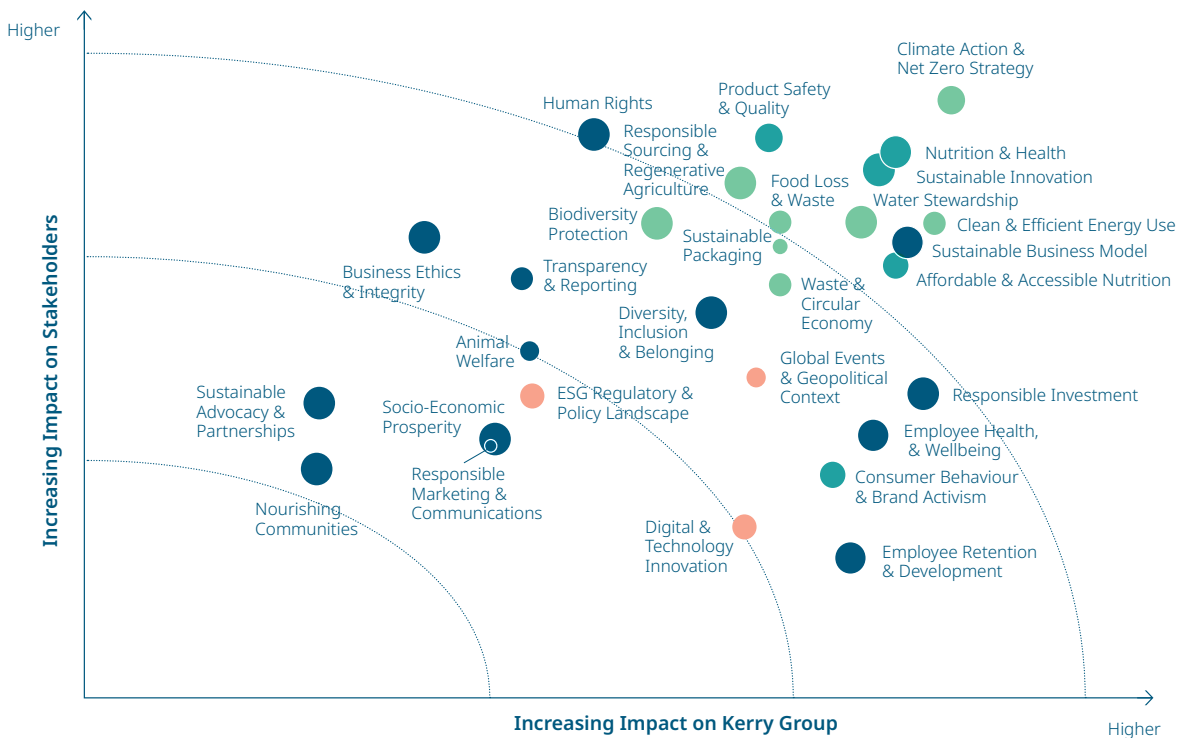 Higher
Climate Action &
Net Zero Strategy
Product Safety
& Quality
Human Rights
Responsible
Sourcing &
Regenerative
Agriculture
Nutrition & Health
Sustainable Innovation
Food Loss
& Waste
Water Stewardship
Biodiversity
Protection
Clean & Efficient Energy Use
Sustainable
Packaging
Sustainable Business Model
Business Ethics
& Integrity
Transparency
& Reporting
Affordable & Accessible Nutrition
Waste &
Circular
Economy
Diversity,
Inclusion
& Belonging
Animal
Welfare
Global Events
& Geopolitical
Context
Sustainable
Advocacy &
Partnerships
Socio-Economic
Prosperity
ESG Regulatory &
Policy Landscape
Responsible Investment
Employee Health,
& Wellbeing
Responsible
Marketing &
Communications
Consumer Behaviour
& Brand Activism
Nourishing
Communities
Digital &
Technology
Innovation
Employee Retention
& Development
Increasing Impact on Stakeholders
Increasing Impact on Kerry Group
Higher